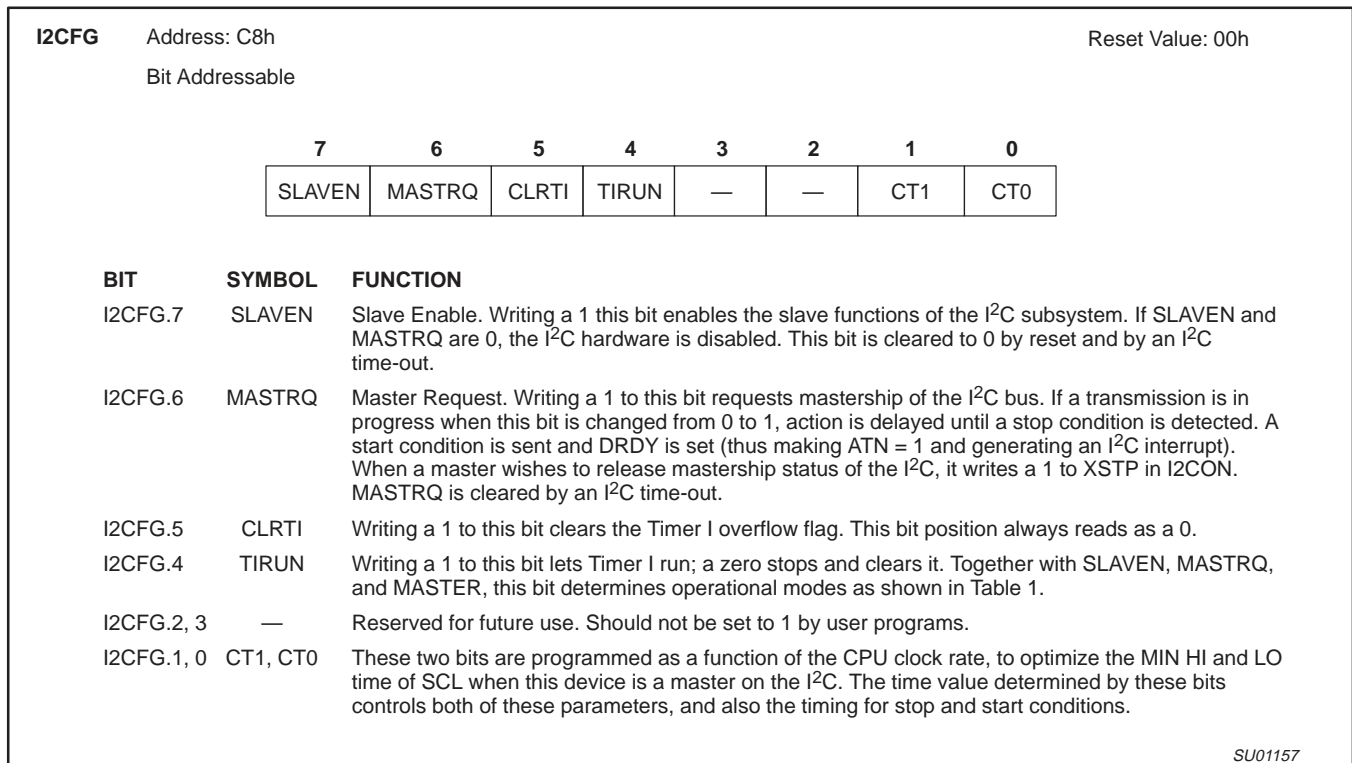 I2CFG Address: C8h Reset Value: 00h
Bit Addressable
7 6 5 4 3 2 1 0
SLAVEN MASTRQ CLRTI TIRUN — — CT1 CT0
BIT SYMBOL FUNCTION
I2CFG.7 SLAVEN Slave Enable. Writing a 1 this bit enables the slave functions of the I2C subsystem. If SLAVEN and
MASTRQ are 0, the I2C hardware is disabled. This bit is cleared to 0 by reset and by an I2C
time-out.
I2CFG.6 MASTRQ Master Request. Writing a 1 to this bit requests mastership of the I2C bus. If a transmission is in
progress when this bit is changed from 0 to 1, action is delayed until a stop condition is detected. A
start condition is sent and DRDY is set (thus making ATN = 1 and generating an I2C interrupt).
When a master wishes to release mastership status of the I2C, it writes a 1 to XSTP in I2CON.
MASTRQ is cleared by an I2C time-out.
I2CFG.5 CLRTI Writing a 1 to this bit clears the Timer I overflow flag. This bit position always reads as a 0.
I2CFG.4 TIRUN Writing a 1 to this bit lets Timer I run; a zero stops and clears it. Together with SLAVEN, MASTRQ,
and MASTER, this bit determines operational modes as shown in Table 1.
I2CFG.2, 3 — Reserved for future use. Should not be set to 1 by user programs.
I2CFG.1, 0 CT1, CT0 These two bits are programmed as a function of the CPU clock rate, to optimize the MIN HI and LO
time of SCL when this device is a master on the I2C. The time value determined by these bits
controls both of these parameters, and also the timing for stop and start conditions.
SU01157